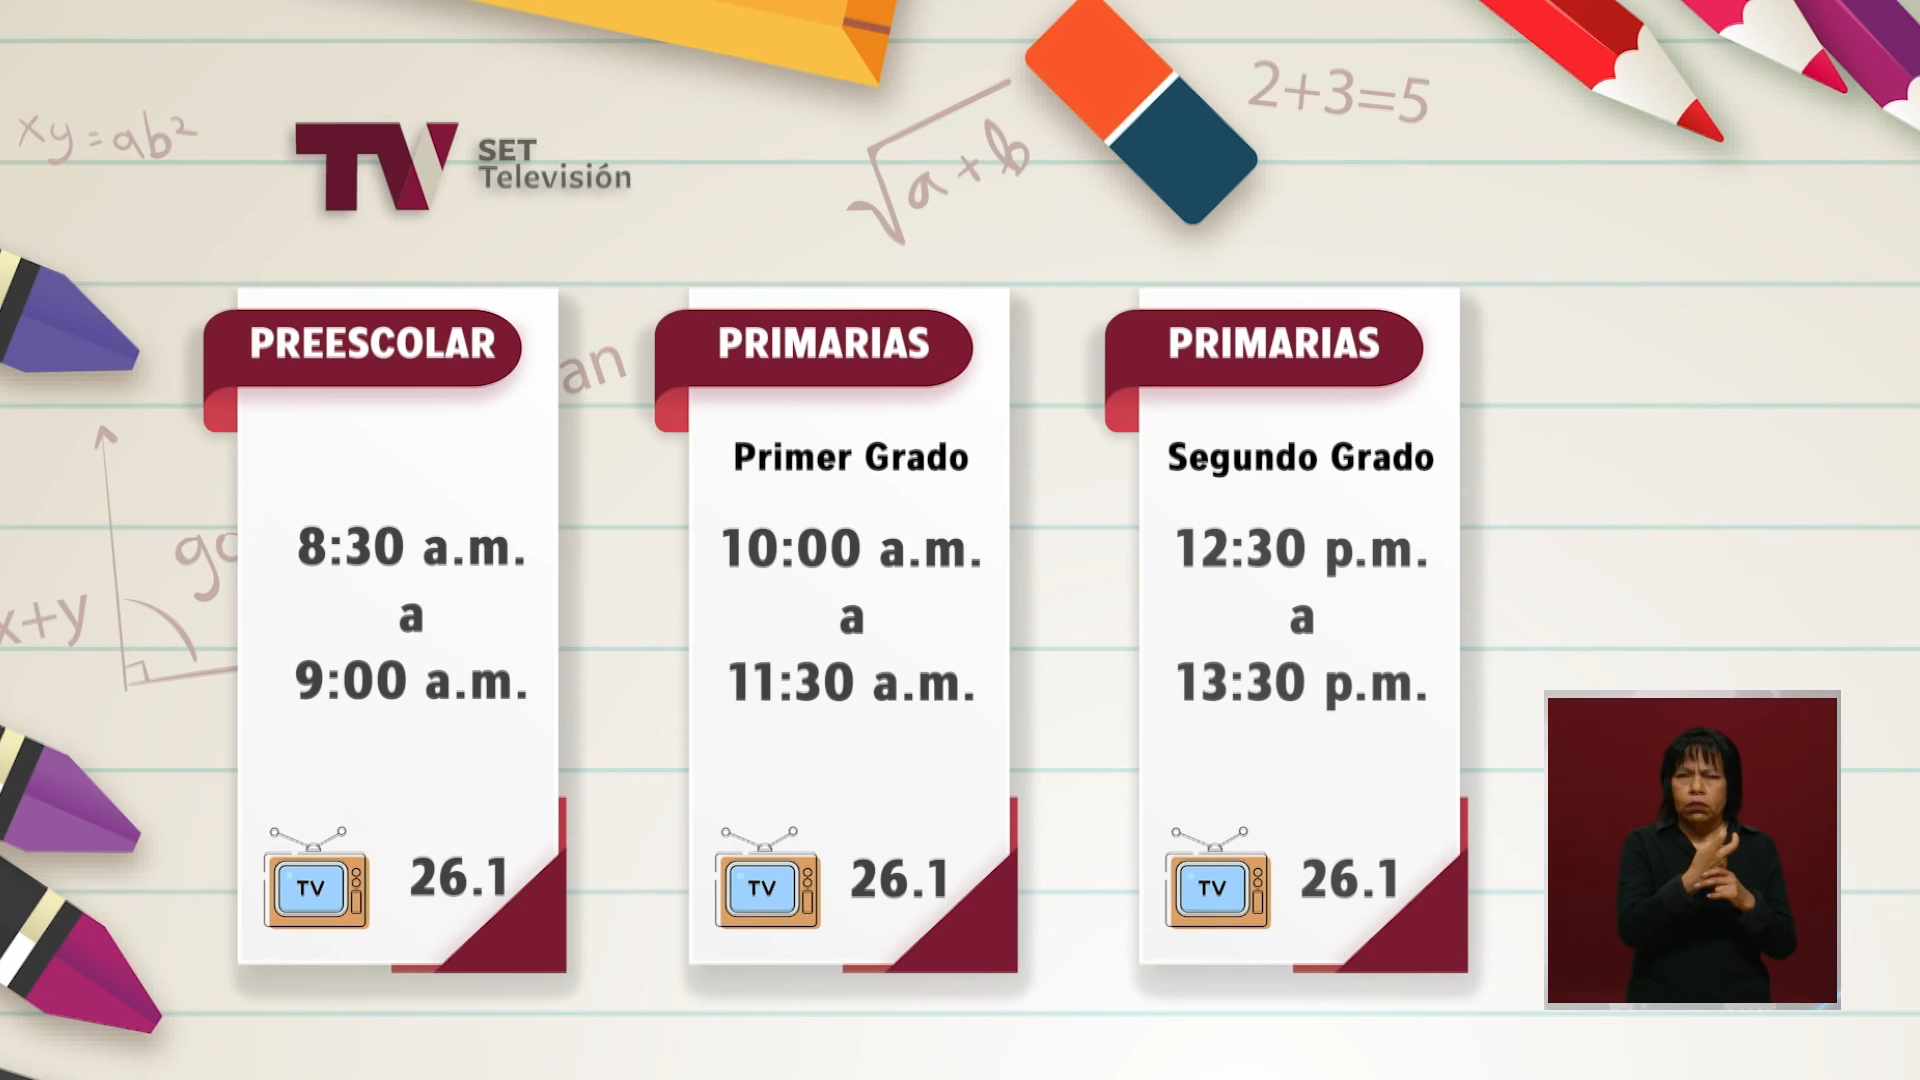 xy=ab²
TV SET
Televisión
√a+b
2+3=5
PREESCOLAR
8:30 a.m.
a
9:00 a.m.
TV 26.1
PRIMARIAS
Primer Grado
10:00 a.m.
a
11:30 a.m.
TV 26.1
PRIMARIAS
Segundo Grado
12:30 p.m.
a
13:30 p.m.
TV 26.1
an
x+y